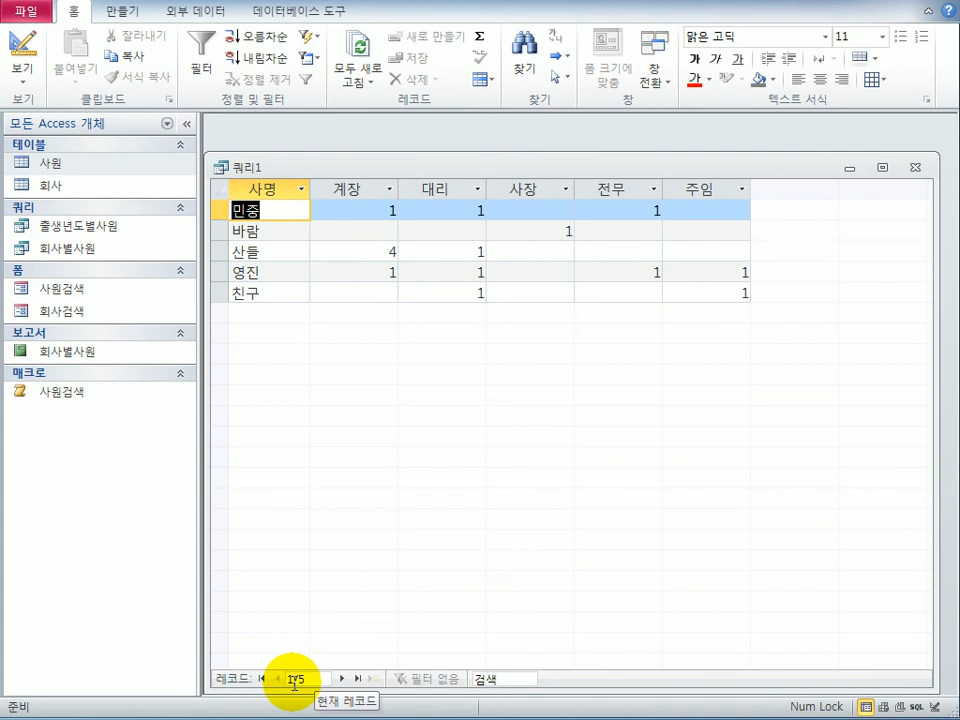 파일 홈 만들기 외부 데이터 데이터베이스 도구
보기 붙여넣기 잘라내기 복사 서식 복사
필터 오름차순 내림차순 정렬 제거
모두 새로 고침 새로 만들기 저장 삭제 Σ
찾기 폼 크기에 맞춤 창 전환
맑은 고딕 11
가 가 가
가
보기 클립보드 정렬 및 필터 레코드 찾기 창 텍스트 서식
모든 Access 개체
테이블
사원
회사
쿼리
출생년도별사원
회사별사원
폼
사원검색
회사검색
보고서
회사별사원
매크로
사원검색
쿼리1
사명 계장 대리 사장 전무 주임
민중 1 1 1
바람 1
산들 4 1
영진 1 1 1 1
친구 1 1
레코드: 1/5 필터 없음 검색
현재 레코드
준비 Num Lock SQL